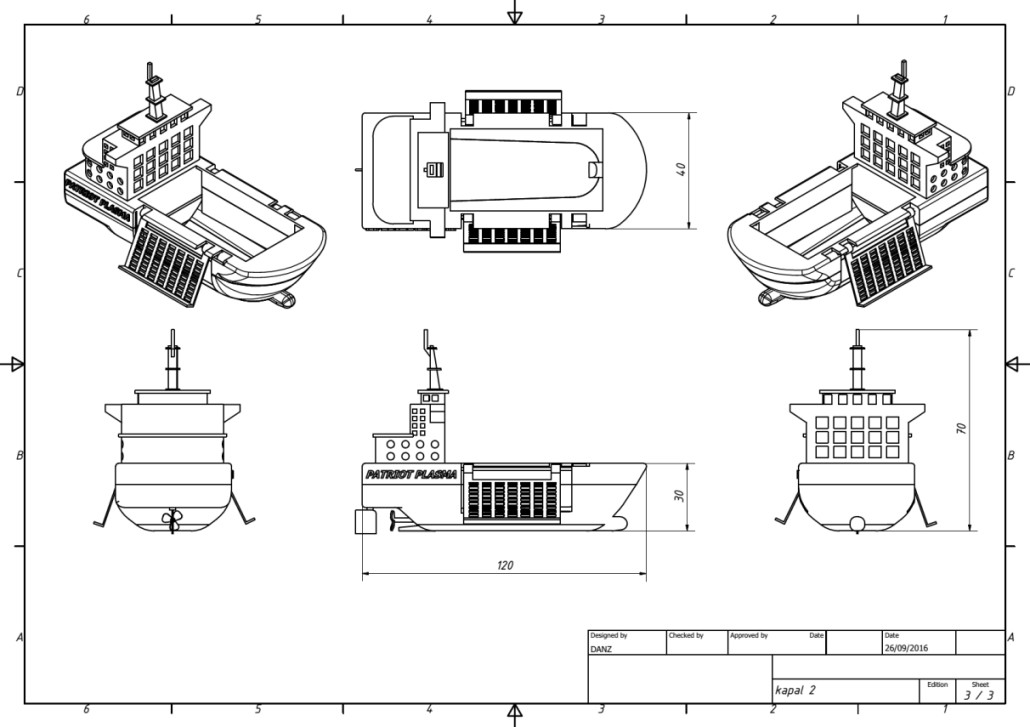 6 5 4 3 2 1
D D
40
PATRIOT PLASMA
C C
70
B B
PATRIOT PLASMA
30
120
A A
Designed by Checked by Approved by Date Date
DANZ 26/09/2016
Edition Sheet
kapal 2 3 / 3
6 5 4 3 2 1